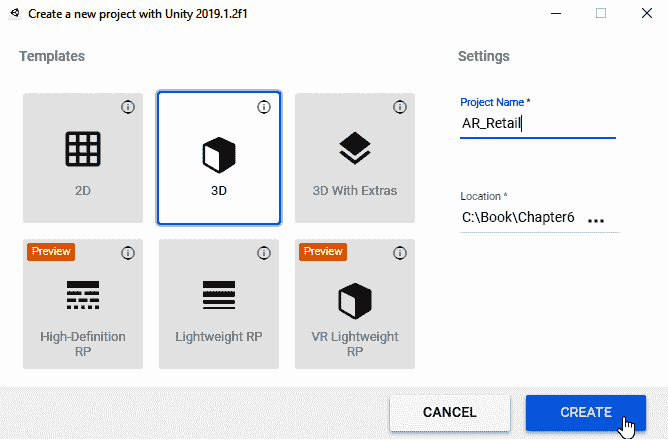 Create a new project with Unity 2019.1.2f1
Templates
Settings
2D
3D
3D With Extras
Project Name *
AR_Retail
Location *
C:\Book\Chapter6 ...
Preview
High-Definition
RP
Lightweight RP
Preview
VR Lightweight
RP
CANCEL
CREATE